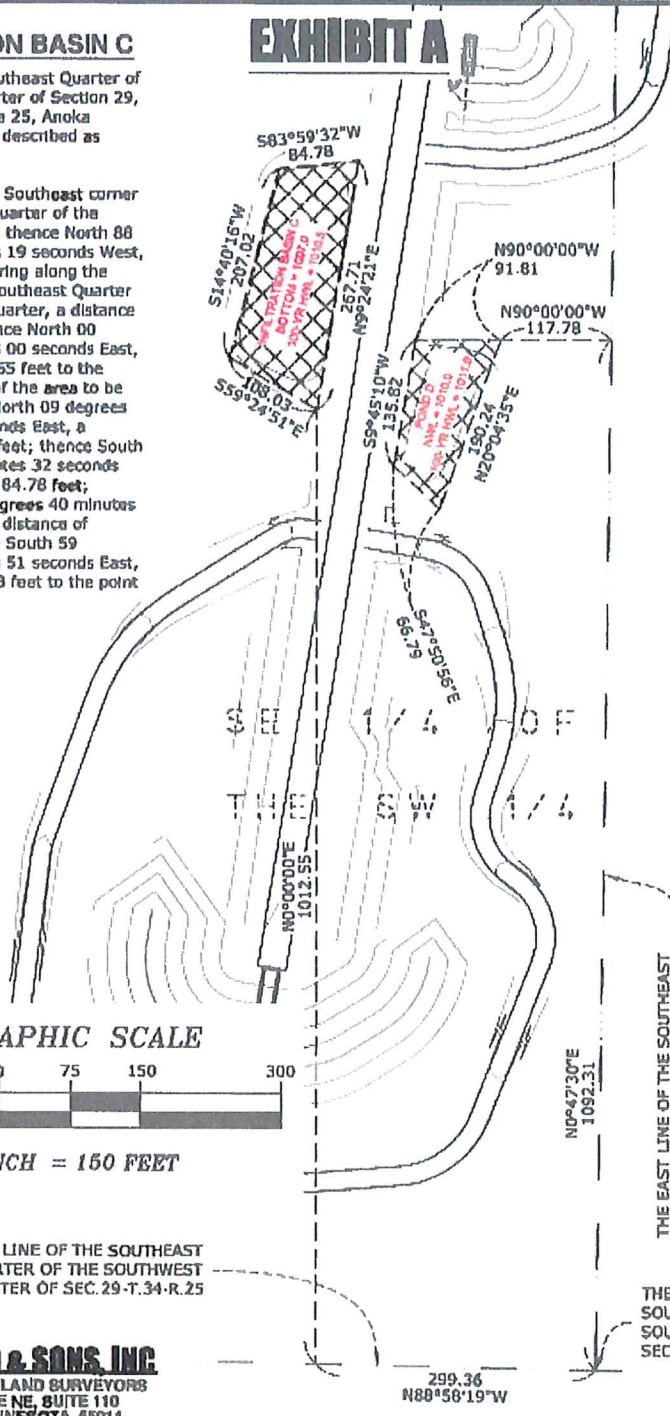 ON BASIN C
EXHIBIT A
utheast Quarter of
rter of Section 29,
e 25, Anoka
described as
Southeast corner
uarter of the
thence North 88
s 19 seconds West,
ring along the
outheast Quarter
uarter, a distance
nce North 00
s 00 seconds East,
55 feet to the
of the area to be
North 09 degrees
nds East, a
feet; thence South
tes 32 seconds
84.78 feet;
grees 40 minutes
distance of
South 59
s 51 seconds East,
3 feet to the point
S83°59'32"W
84.78
S14°40'16"W
207.02
INFILTRATION BASIN C
BOTTOM = 1007.0
100-YR HWL = 1010.5
267.71
N9°24'21"E
108.03
S59°24'51"E
N90°00'00"W
91.81
N90°00'00"W
117.78
S9°45'10"W
135.82
POND D
NWL = 1010.0
100-YR HWL = 1011.8
190.24
N20°04'35"E
S47°50'56"E
66.79
1/4 OF
THE SW 1/4
N0°00'00"E
1012.55
APHIC SCALE
0 75 150 300
NCH = 150 FEET
N0°47'30"E
1092.31
THE EAST LINE OF THE SOUTHEAST
LINE OF THE SOUTHEAST
RTER OF THE SOUTHWEST
TER OF SEC.29-T.34-R.25
THE
SOU
SOU
SEC
& SONS, INC
LAND SURVEYORS
E NE, SUITE 110
299.36
N88°58'19"W